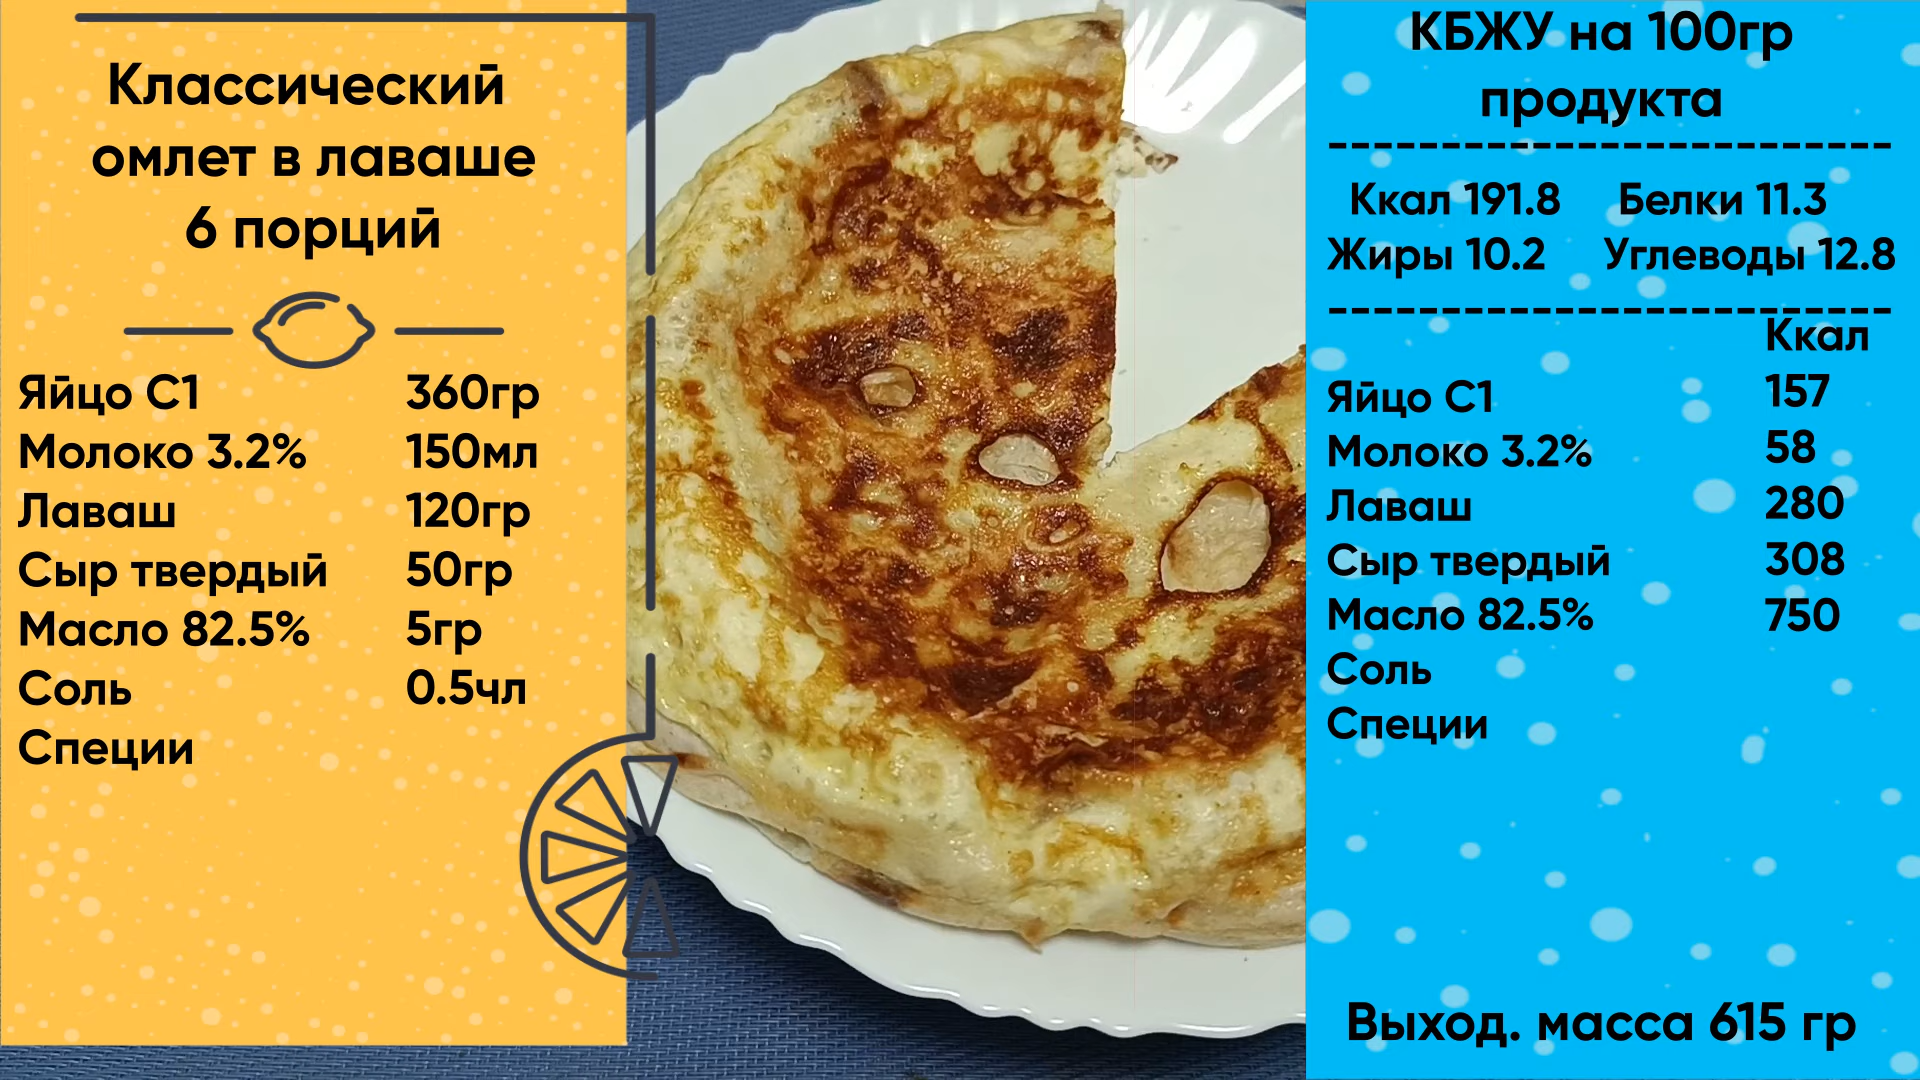 Классический
омлет в лаваше
6 порций
Яйцо С1 360гр
Молоко 3.2% 150мл
Лаваш 120гр
Сыр твердый 50гр
Масло 82.5% 5гр
Соль 0.5чл
Специи
КБЖУ на 100гр
продукта
--------------------------
Ккал 191.8 Белки 11.3
Жиры 10.2 Углеводы 12.8
--------------------------
Ккал
Яйцо С1 157
Молоко 3.2% 58
Лаваш 280
Сыр твердый 308
Масло 82.5% 750
Соль
Специи
Выход. масса 615 гр